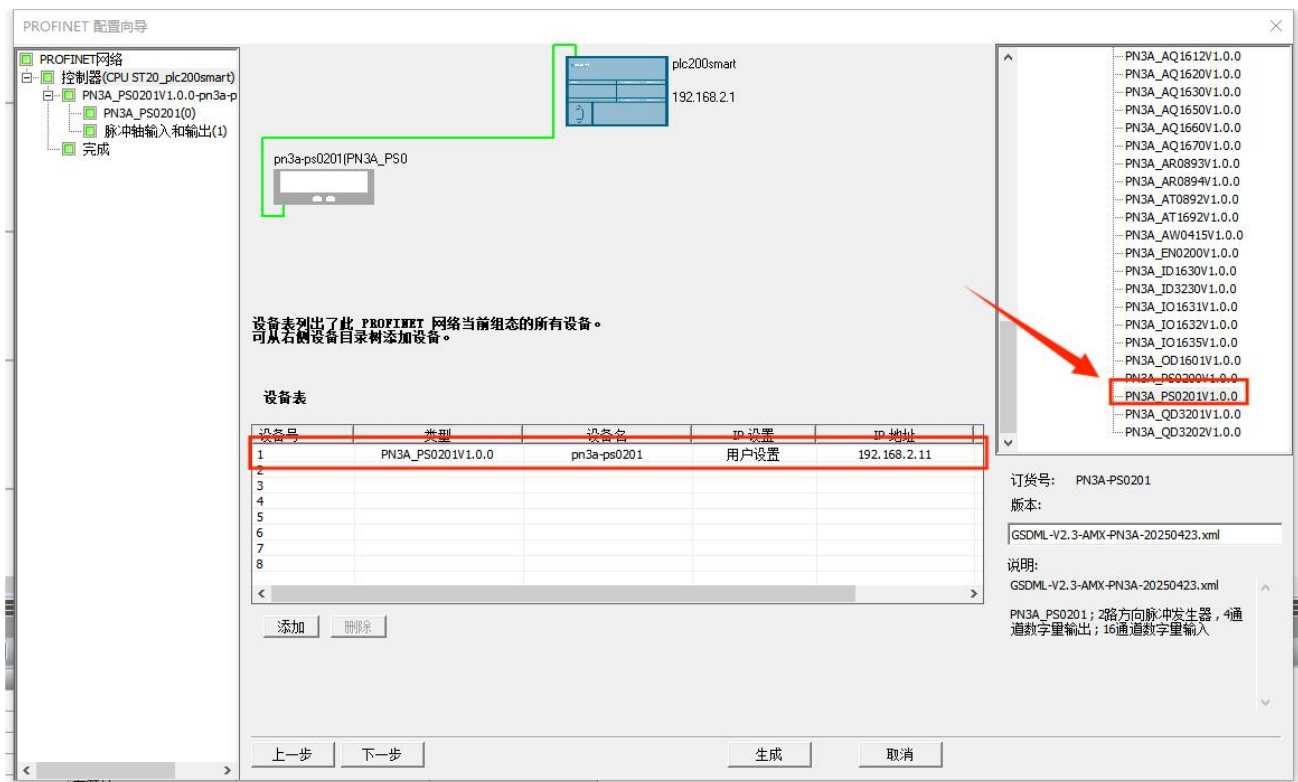 PROFINET 配置向导
PROFINET网络
控制器(CPU ST20_plc200smart)
PN3A_PS0201V1.0.0-pn3a-p
PN3A_PS0201(0)
脉冲轴输入和输出(1)
完成
plc200smart
192.168.2.1
pn3a-ps0201(PN3A_PS0
设备表列出了此 PROFINET 网络当前组态的所有设备。
可从右侧设备目录树添加设备。
设备表
设备号 类型 设备名 IP 设置 IP 地址
1 PN3A_PS0201V1.0.0 pn3a-ps0201 用户设置 192.168.2.11
2
3
4
5
6
7
8
添加 删除
上一步 下一步 生成 取消
PN3A_AQ1612V1.0.0
PN3A_AQ1620V1.0.0
PN3A_AQ1630V1.0.0
PN3A_AQ1650V1.0.0
PN3A_AQ1660V1.0.0
PN3A_AQ1670V1.0.0
PN3A_AR0893V1.0.0
PN3A_AR0894V1.0.0
PN3A_AT0892V1.0.0
PN3A_AT1692V1.0.0
PN3A_AW0415V1.0.0
PN3A_EN0200V1.0.0
PN3A_ID1630V1.0.0
PN3A_ID3230V1.0.0
PN3A_IO1631V1.0.0
PN3A_IO1632V1.0.0
PN3A_IO1635V1.0.0
PN3A_OD1601V1.0.0
PN3A_PS0200V1.0.0
PN3A_PS0201V1.0.0
PN3A_QD3201V1.0.0
PN3A_QD3202V1.0.0
订货号: PN3A-PS0201
版本:
GSDML-V2.3-AMX-PN3A-20250423.xml
说明:
GSDML-V2.3-AMX-PN3A-20250423.xml
PN3A_PS0201；2路方向脉冲发生器，4通
道数字量输出；16通道数字量输入